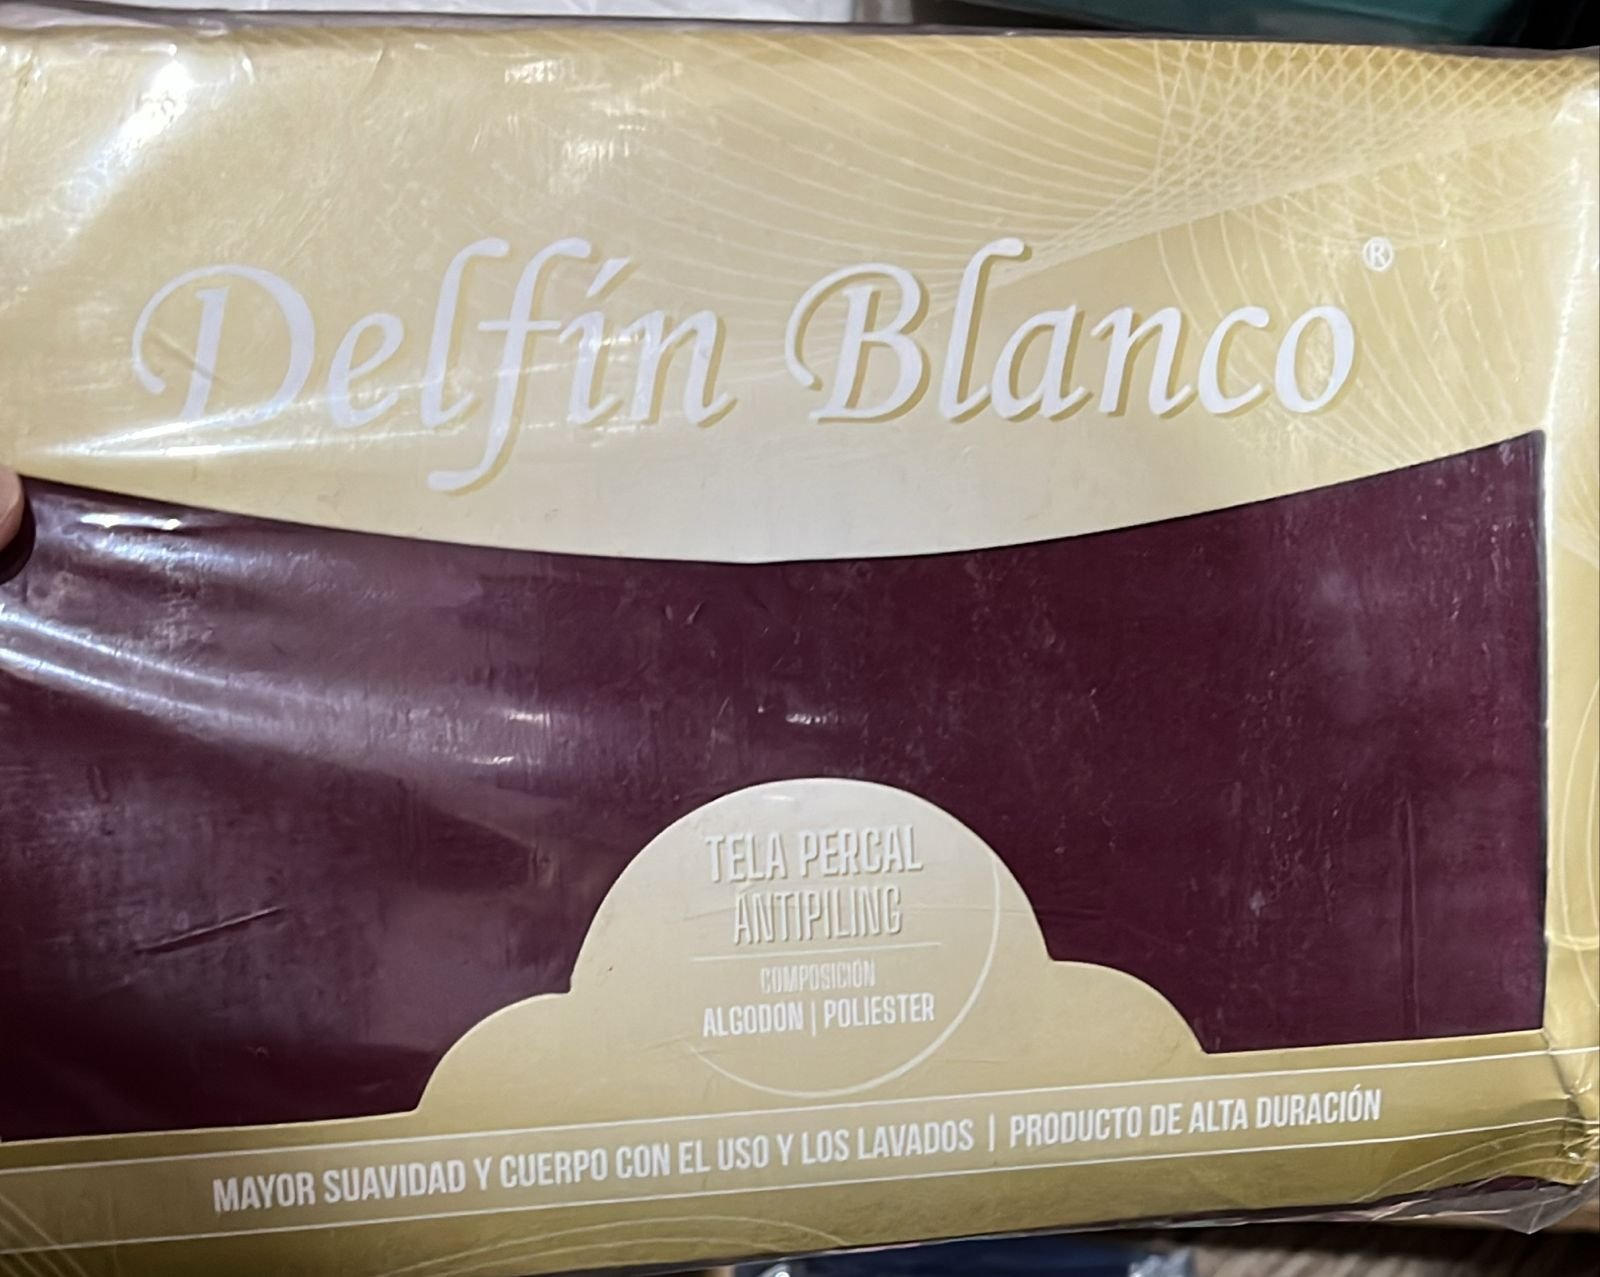 Delfín Blanco®
TELA PERCAL
ANTIPILING
COMPOSICIÓN
ALGODÓN | POLIESTER
MAYOR SUAVIDAD Y CUERPO CON EL USO Y LOS LAVADOS | PRODUCTO DE ALTA DURACIÓN